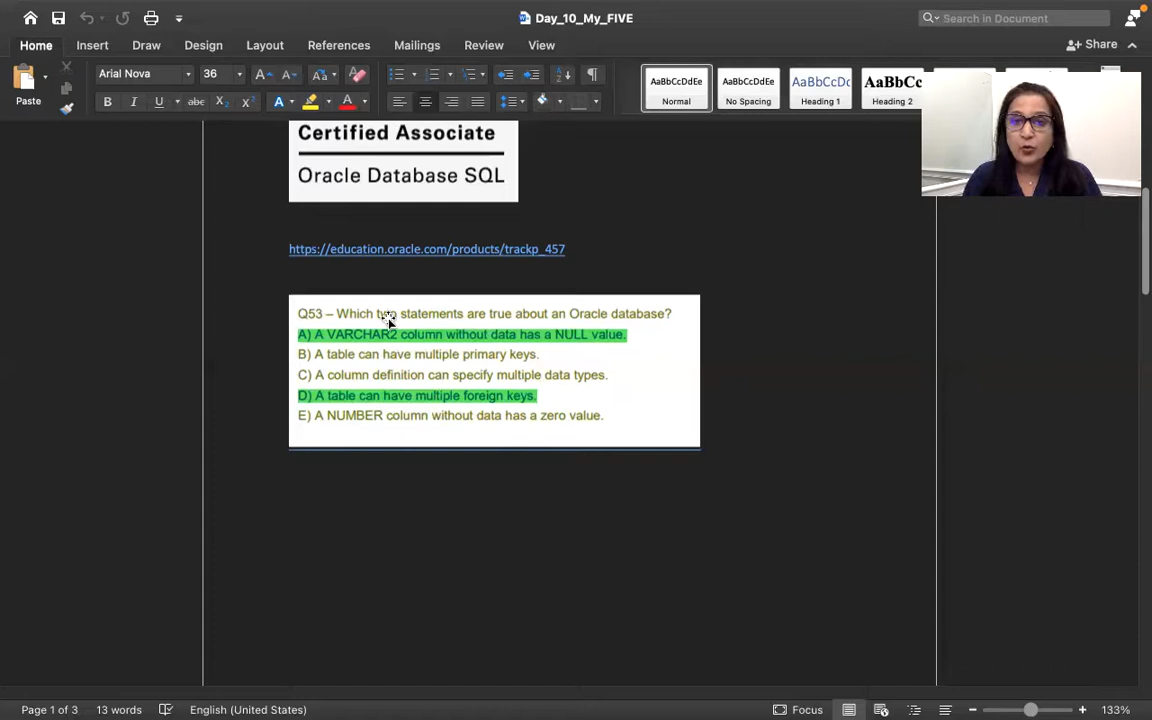 Day_10_My_FIVE
Search in Document
Home Insert Draw Design Layout References Mailings Review View
Share
Paste
Arial Nova 36
B I U abc X₂ X² A A
AaBbCcDdEe AaBbCcDdEe AaBbCcDc AaBbCc
Normal No Spacing Heading 1 Heading 2
Certified Associate
Oracle Database SQL
https://education.oracle.com/products/trackp_457
Q53 – Which two statements are true about an Oracle database?
A) A VARCHAR2 column without data has a NULL value.
B) A table can have multiple primary keys.
C) A column definition can specify multiple data types.
D) A table can have multiple foreign keys.
E) A NUMBER column without data has a zero value.
Page 1 of 3 13 words English (United States) Focus 133%